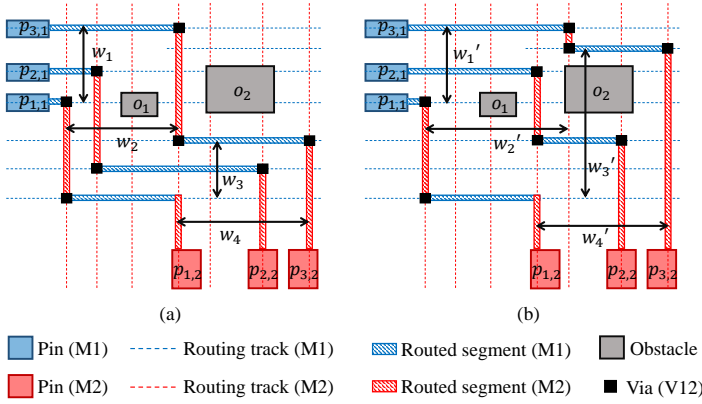 p₃,₁
w₁
p₂,₁
p₁,₁
o₁
o₂
w₂
w₃
w₄
p₁,₂
p₂,₂
p₃,₂
(a)
p₃,₁
w₁′
p₂,₁
p₁,₁
o₁
o₂
w₂′
w₃′
w₄′
p₁,₂
p₂,₂
p₃,₂
(b)
Pin (M1)
Routing track (M1)
Routed segment (M1)
Obstacle
Pin (M2)
Routing track (M2)
Routed segment (M2)
Via (V12)